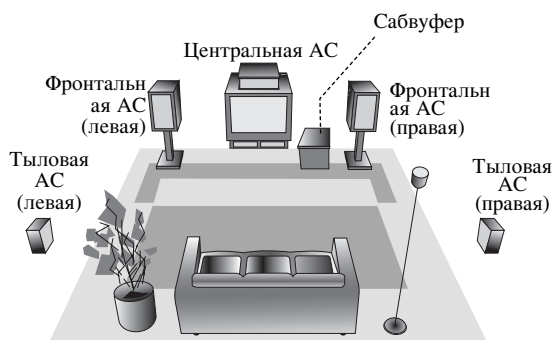 Сабвуфер
Центральная АС
Фронтальн
ая АС
(левая)
Фронтальн
ая АС
(правая)
Тыловая
АС
(левая)
Тыловая
АС
(правая)